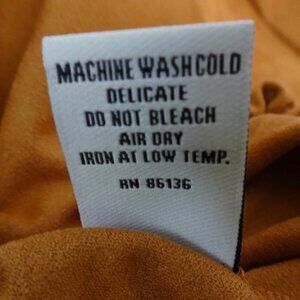 MACHINE WASH COLD
DELICATE
DO NOT BLEACH
AIR DRY
IRON AT LOW TEMP.
RN 86136